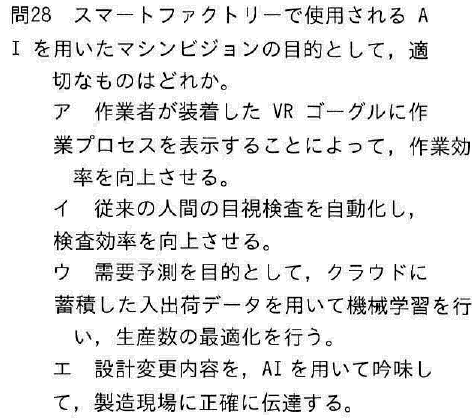 問28　スマートファクトリーで使用される A
I を用いたマシンビジョンの目的として，適
切なものはどれか。
ア　作業者が装着した VR ゴーグルに作
業プロセスを表示することによって，作業効
率を向上させる。
イ　従来の人間の目視検査を自動化し，
検査効率を向上させる。
ウ　需要予測を目的として，クラウドに
蓄積した入出荷データを用いて機械学習を行
い，生産数の最適化を行う。
エ　設計変更内容を，AI を用いて吟味し
て，製造現場に正確に伝達する。